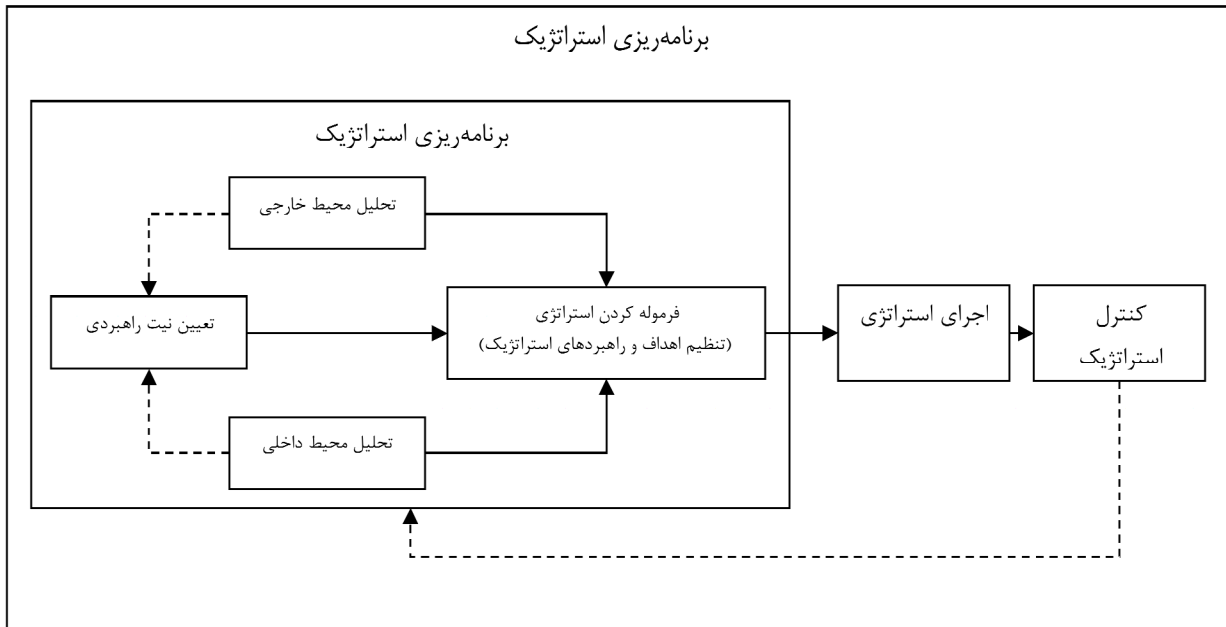 برنامه‌ریزی استراتژیک
برنامه‌ریزی استراتژیک
تحلیل محیط خارجی
تعیین نیت راهبردی
فرموله کردن استراتژی
(تنظیم اهداف و راهبردهای استراتژیک)
اجرای استراتژی
کنترل
استراتژیک
تحلیل محیط داخلی